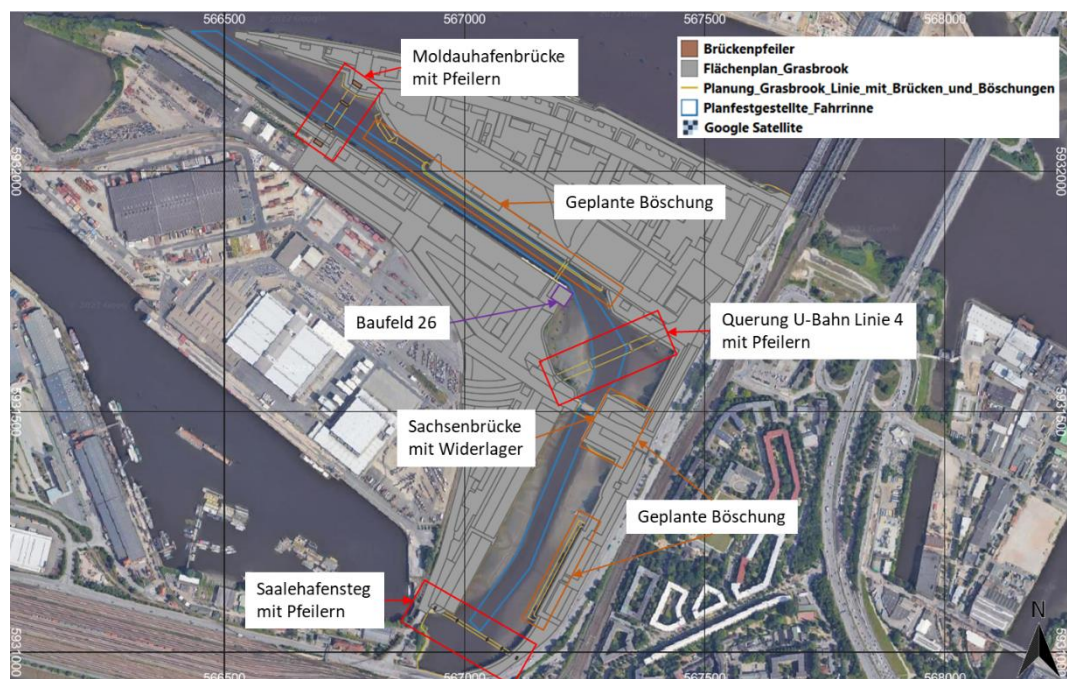 566500
567000
567500
568000
Brückenpfeiler
Flächenplan_Grasbrook
Planung_Grasbrook_Linie_mit_Brücken_und_Böschungen
Planfestgestellte_Fahrrinne
Google Satellite
Moldauhafenbrücke
mit Pfeilern
5932000
5932000
Geplante Böschung
Baufeld 26
Querung U-Bahn Linie 4
mit Pfeilern
5931500
5931500
Sachsenbrücke
mit Widerlager
Geplante Böschung
Saalehafensteg
mit Pfeilern
5931000
N
566500
567000
567500
568000